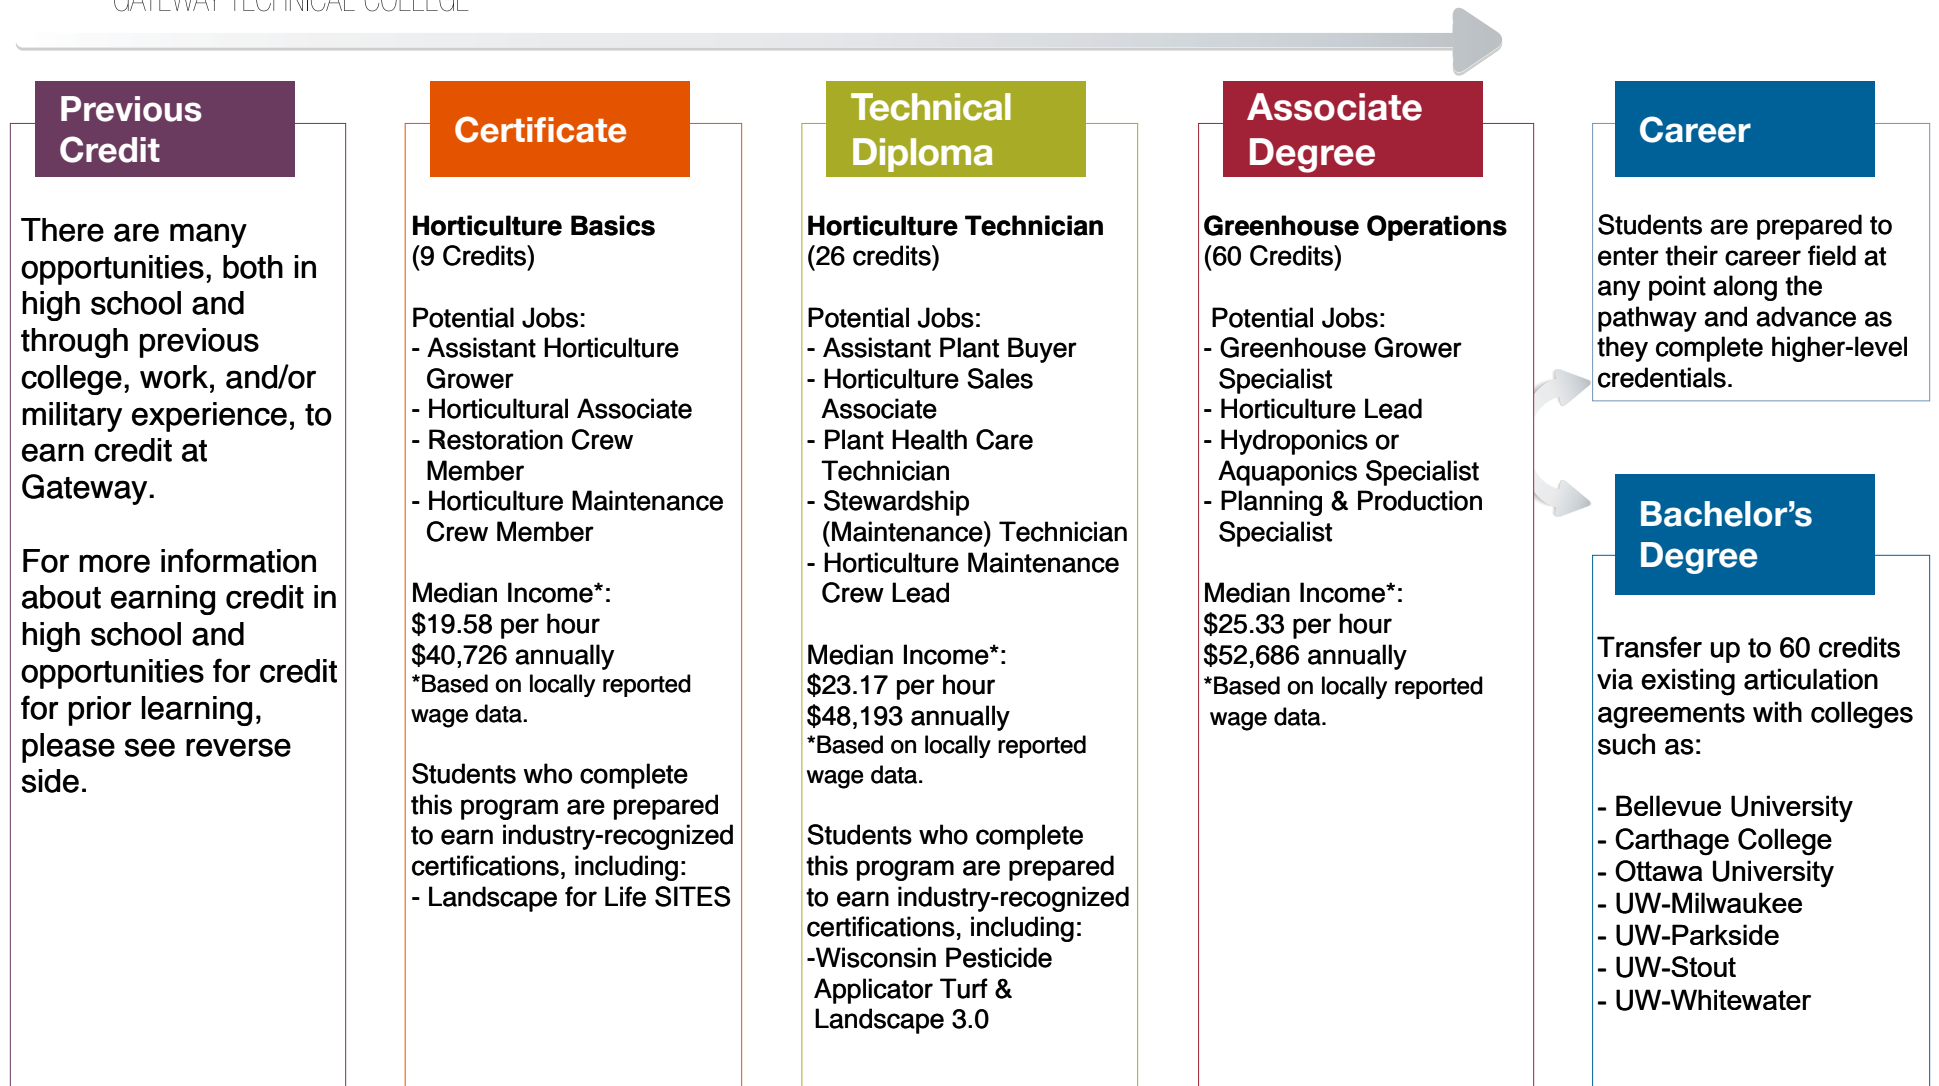 GATEWAY TECHNICAL COLLEGE
Previous
Credit
There are many
opportunities, both in
high school and
through previous
college, work, and/or
military experience, to
earn credit at
Gateway.
For more information
about earning credit in
high school and
opportunities for credit
for prior learning,
please see reverse
side.
Certificate
Horticulture Basics
(9 Credits)
Potential Jobs:
- Assistant Horticulture
Grower
- Horticultural Associate
- Restoration Crew
Member
- Horticulture Maintenance
Crew Member
Median Income*:
$19.58 per hour
$40,726 annually
*Based on locally reported
wage data.
Students who complete
this program are prepared
to earn industry-recognized
certifications, including:
- Landscape for Life SITES
Technical
Diploma
Horticulture Technician
(26 credits)
Potential Jobs:
- Assistant Plant Buyer
- Horticulture Sales
Associate
- Plant Health Care
Technician
- Stewardship
(Maintenance) Technician
- Horticulture Maintenance
Crew Lead
Median Income*:
$23.17 per hour
$48,193 annually
*Based on locally reported
wage data.
Students who complete
this program are prepared
to earn industry-recognized
certifications, including:
-Wisconsin Pesticide
Applicator Turf &
Landscape 3.0
Associate
Degree
Greenhouse Operations
(60 Credits)
Potential Jobs:
- Greenhouse Grower
Specialist
- Horticulture Lead
- Hydroponics or
Aquaponics Specialist
- Planning & Production
Specialist
Median Income*:
$25.33 per hour
$52,686 annually
*Based on locally reported
wage data.
Career
Students are prepared to
enter their career field at
any point along the
pathway and advance as
they complete higher-level
credentials.
Bachelor's
Degree
Transfer up to 60 credits
via existing articulation
agreements with colleges
such as:
- Bellevue University
- Carthage College
- Ottawa University
- UW-Milwaukee
- UW-Parkside
- UW-Stout
- UW-Whitewater